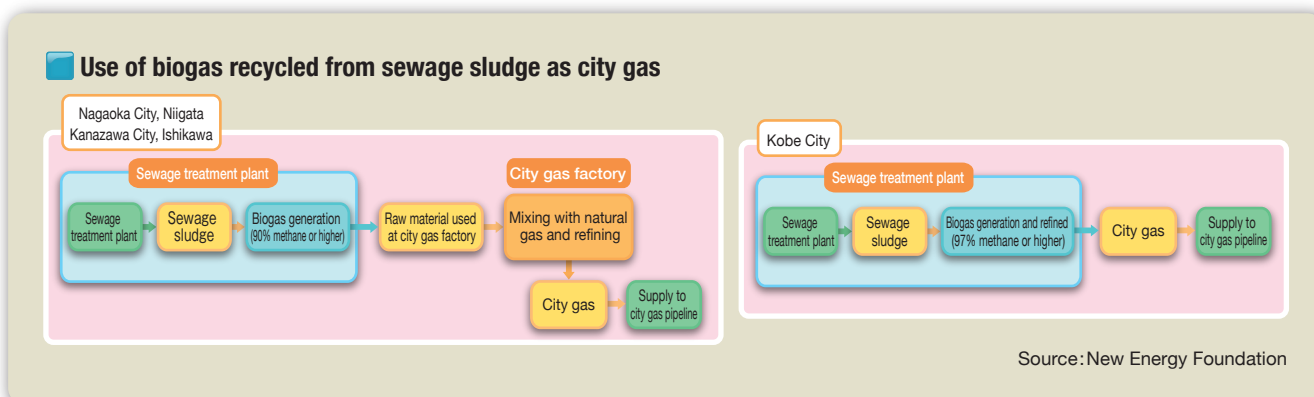 Use of biogas recycled from sewage sludge as city gas
Nagaoka City, Niigata
Kanazawa City, Ishikawa
Sewage treatment plant
Sewage
treatment plant
Sewage
sludge
Biogas generation
(90% methane or higher)
Raw material used
at city gas factory
City gas factory
Mixing with natural
gas and refining
City gas
Supply to
city gas pipeline
Kobe City
Sewage treatment plant
Sewage
treatment plant
Sewage
sludge
Biogas generation and refined
(97% methane or higher)
City gas
Supply to
city gas pipeline
Source:New Energy Foundation